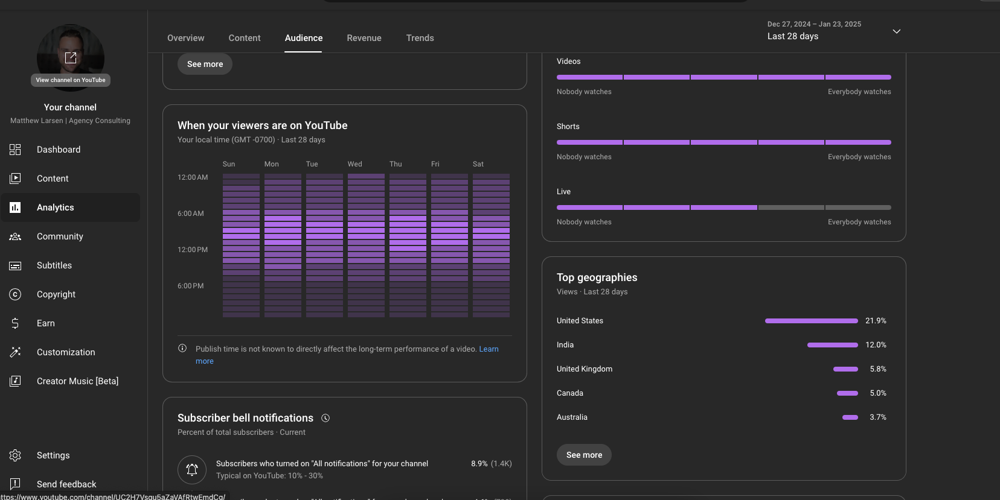 View channel on YouTube
Your channel
Matthew Larsen | Agency Consulting
Dashboard
Content
Analytics
Community
Subtitles
Copyright
Earn
Customization
Creator Music [Beta]
Settings
Send feedback
Overview
Content
Audience
Revenue
Trends
Dec 27, 2024 – Jan 23, 2025
Last 28 days
See more
When your viewers are on YouTube
Your local time (GMT -0700) · Last 28 days
Sun Mon Tue Wed Thu Fri Sat
12:00 AM
6:00 AM
12:00 PM
6:00 PM
Publish time is not known to directly affect the long-term performance of a video. Learn
more
Subscriber bell notifications
Percent of total subscribers · Current
Subscribers who turned on "All notifications" for your channel 8.9% (1.4K)
Typical on YouTube: 10% - 30%
Videos
Nobody watches Everybody watches
Shorts
Nobody watches Everybody watches
Live
Nobody watches Everybody watches
Top geographies
Views · Last 28 days
United States 21.9%
India 12.0%
United Kingdom 5.8%
Canada 5.0%
Australia 3.7%
See more